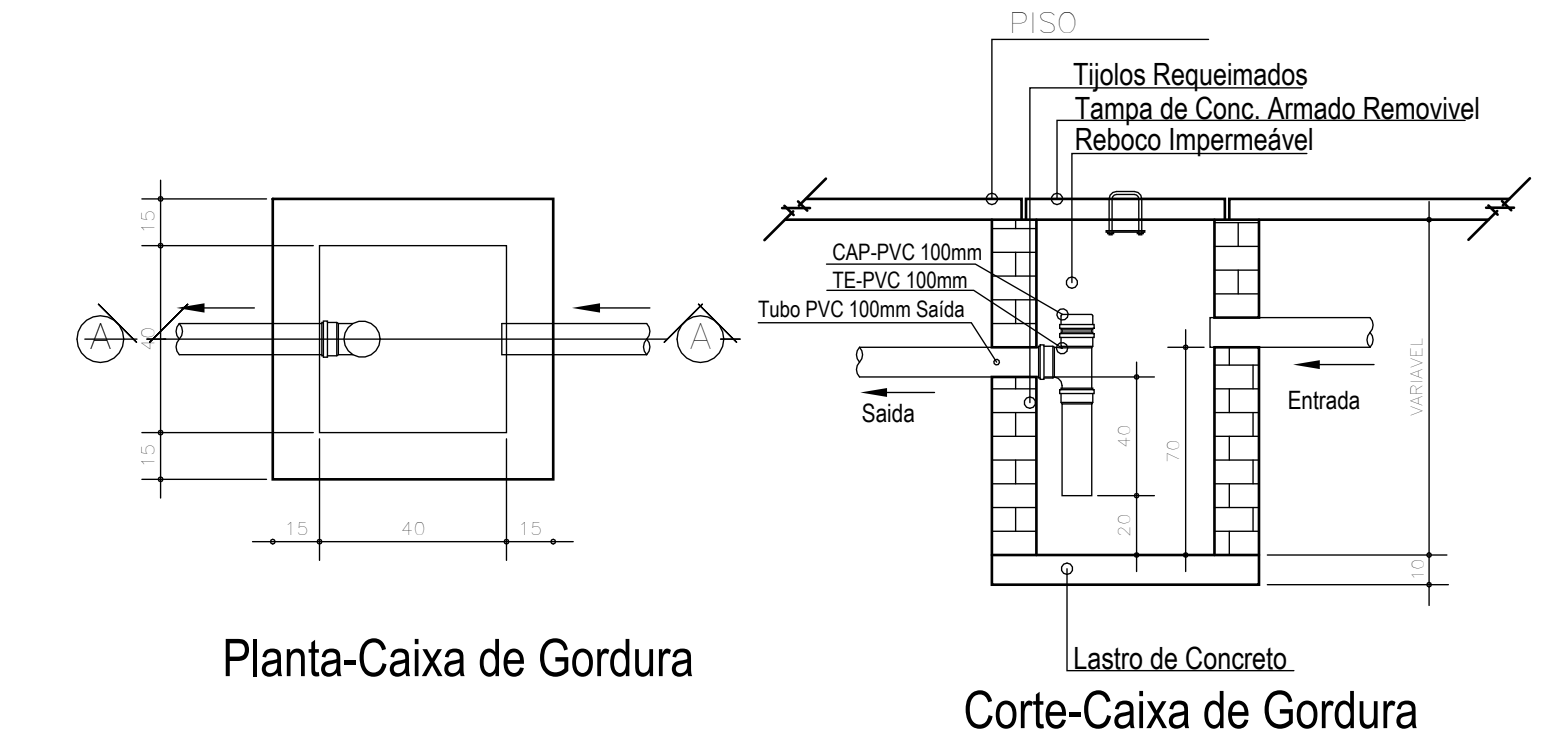 PISO
Tijolos Requeimados
Tampa de Conc. Armado Removivel
Reboco Impermeável
15
40
15
A
A
15
40
15
CAP-PVC 100mm
TE-PVC 100mm
Tubo PVC 100mm Saída
Saida
Entrada
40
20
70
VARIAVEL
10
Lastro de Concreto
Planta-Caixa de Gordura
Corte-Caixa de Gordura